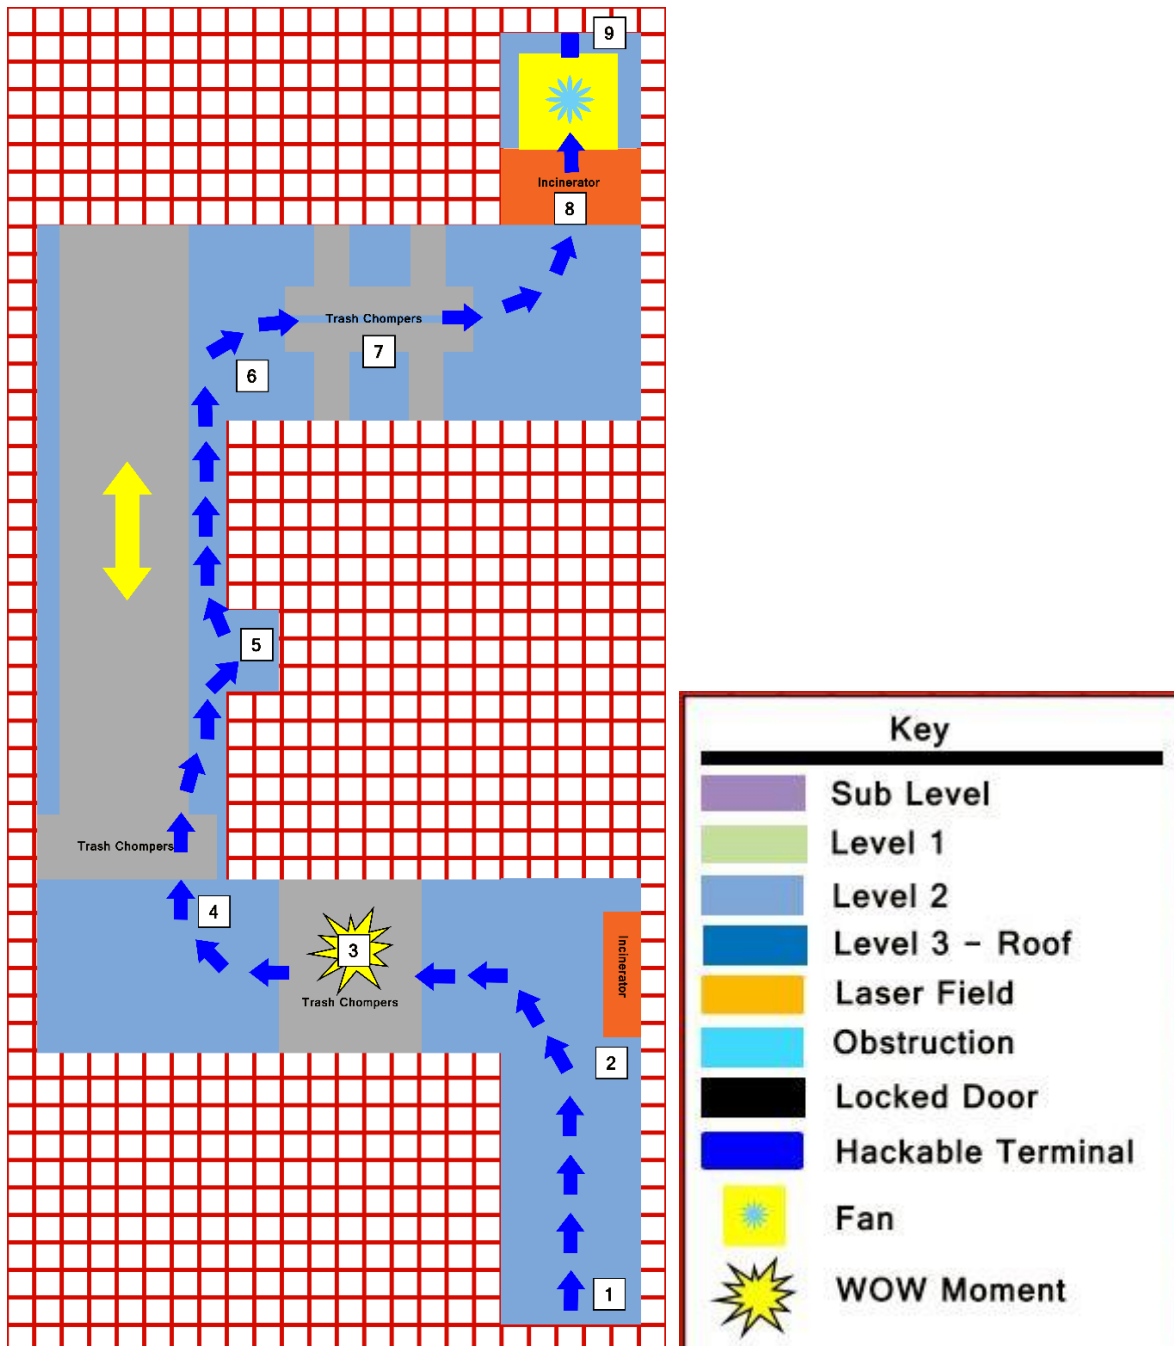 9
Incinerator
8
Trash Chompers
7
6
5
Trash Chompers
4
3
Trash Chompers
Incinerator
2
1
Key
Sub Level
Level 1
Level 2
Level 3 - Roof
Laser Field
Obstruction
Locked Door
Hackable Terminal
Fan
WOW Moment